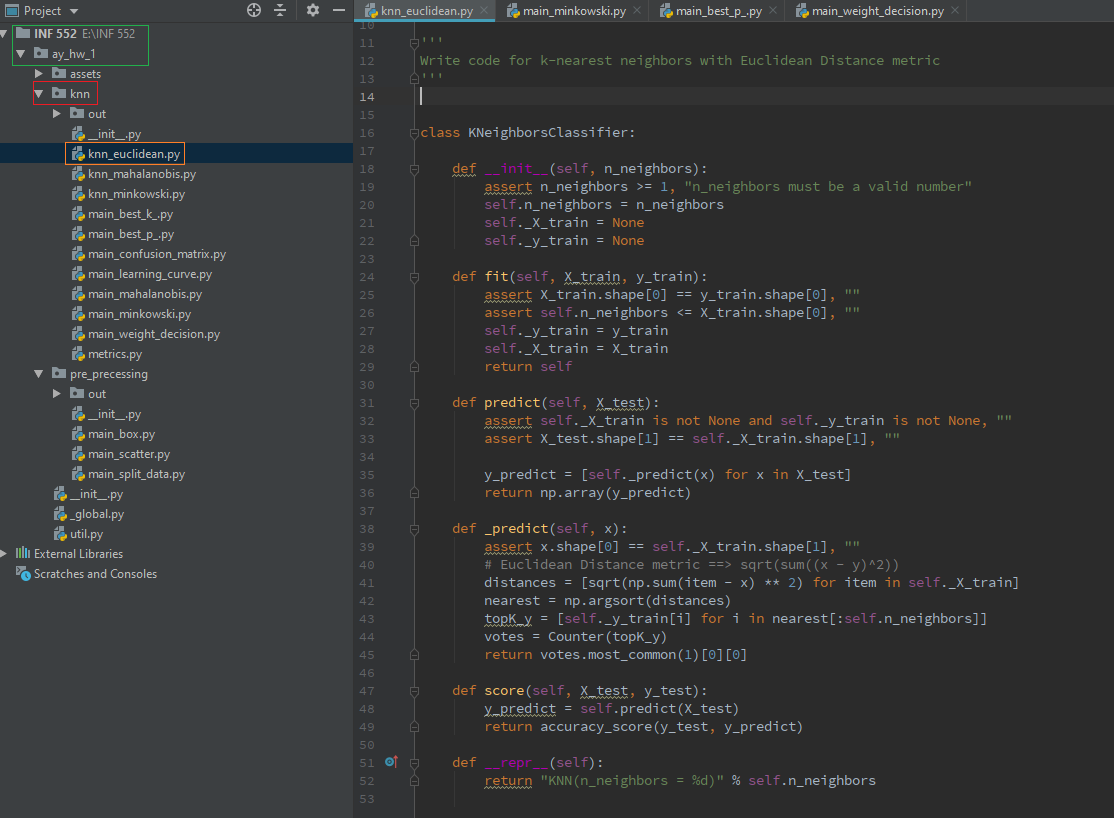 Project
knn_euclidean.py
main_minkowski.py
main_best_p_.py
main_weight_decision.py
INF 552 E:\INF 552
ay_hw_1
assets
knn
out
__init__.py
knn_euclidean.py
knn_mahalanobis.py
knn_minkowski.py
main_best_k_.py
main_best_p_.py
main_confusion_matrix.py
main_learning_curve.py
main_mahalanobis.py
main_minkowski.py
main_weight_decision.py
metrics.py
pre_precessing
out
__init__.py
main_box.py
main_scatter.py
main_split_data.py
__init__.py
_global.py
util.py
External Libraries
Scratches and Consoles
10
11 '''
12 Write code for k-nearest neighbors with Euclidean Distance metric
13 '''
14
15
16 class KNeighborsClassifier:
17
18 def __init__(self, n_neighbors):
19 assert n_neighbors >= 1, "n_neighbors must be a valid number"
20 self.n_neighbors = n_neighbors
21 self._X_train = None
22 self._y_train = None
23
24 def fit(self, X_train, y_train):
25 assert X_train.shape[0] == y_train.shape[0], ""
26 assert self.n_neighbors <= X_train.shape[0], ""
27 self._y_train = y_train
28 self._X_train = X_train
29 return self
30
31 def predict(self, X_test):
32 assert self._X_train is not None and self._y_train is not None, ""
33 assert X_test.shape[1] == self._X_train.shape[1], ""
34
35 y_predict = [self._predict(x) for x in X_test]
36 return np.array(y_predict)
37
38 def _predict(self, x):
39 assert x.shape[0] == self._X_train.shape[1], ""
40 # Euclidean Distance metric ==> sqrt(sum((x - y)^2))
41 distances = [sqrt(np.sum(item - x) ** 2) for item in self._X_train]
42 nearest = np.argsort(distances)
43 topK_y = [self._y_train[i] for i in nearest[:self.n_neighbors]]
44 votes = Counter(topK_y)
45 return votes.most_common(1)[0][0]
46
47 def score(self, X_test, y_test):
48 y_predict = self.predict(X_test)
49 return accuracy_score(y_test, y_predict)
50
51 def __repr__(self):
52 return "KNN(n_neighbors = %d)" % self.n_neighbors
53